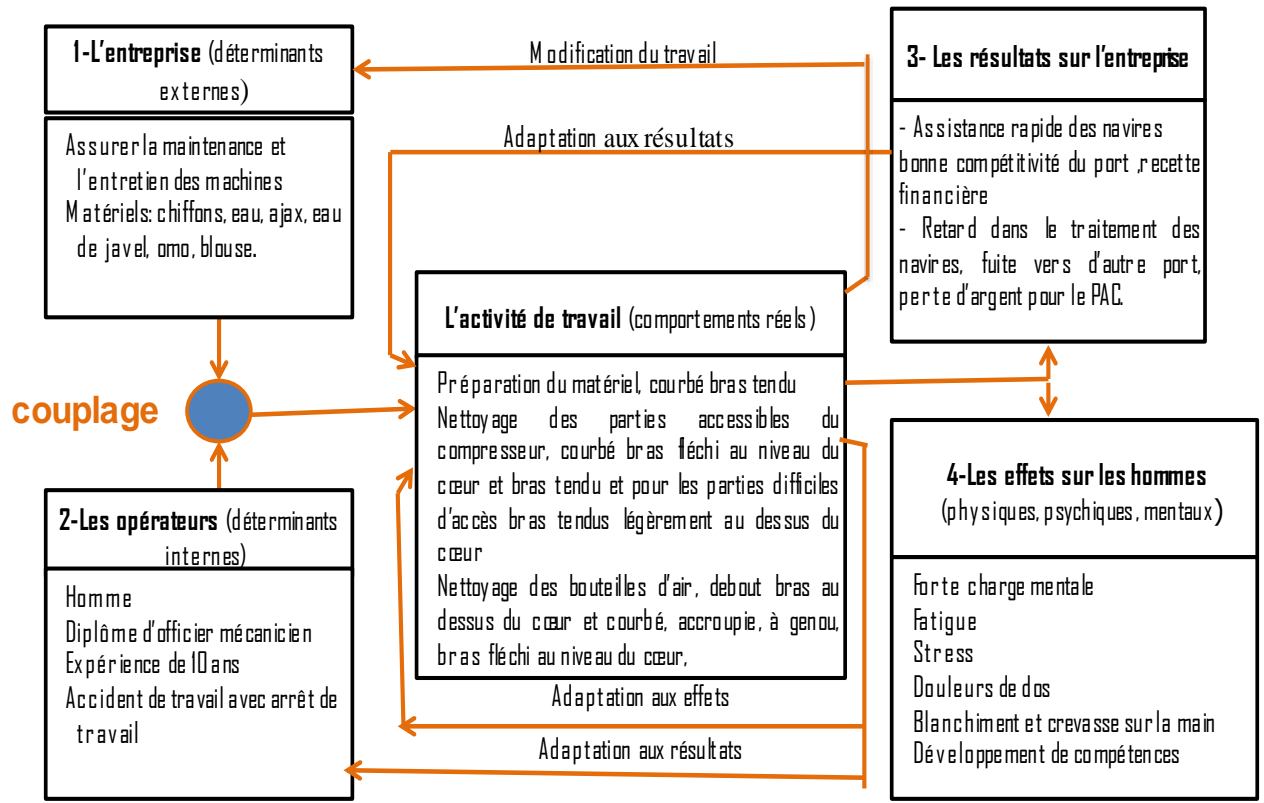 1-L'entreprise (déterminants
externes)
Assurer la maintenance et
l'entretien des machines
Matériels: chiffons, eau, ajax, eau
de javel, omo, blouse.
Modification du travail
Adaptation aux résultats
3- Les résultats sur l'entreprise
- Assistance rapide des navires
bonne compétitivité du port ,recette
financière
- Retard dans le traitement des
navires, fuite vers d'autre port,
perte d'argent pour le PAC.
couplage
L'activité de travail (comportements réels)
Préparation du matériel, courbé bras tendu
Nettoyage des parties accessibles du
compresseur, courbé bras fléchi au niveau du
cœur et bras tendu et pour les parties difficiles
d'accès bras tendus légèrement au dessus du
cœur
Nettoyage des bouteilles d'air, debout bras au
dessus du cœur et courbé, accroupie, à genou,
bras fléchi au niveau du cœur,
2-Les opérateurs (déterminants
internes)
Homme
Diplôme d'officier mécanicien
Expérience de 10 ans
Accident de travail avec arrêt de
travail
Adaptation aux effets
Adaptation aux résultats
4-Les effets sur les hommes
(physiques, psychiques, mentaux)
Forte charge mentale
Fatigue
Stress
Douleurs de dos
Blanchiment et crevasse sur la main
Développement de compétences